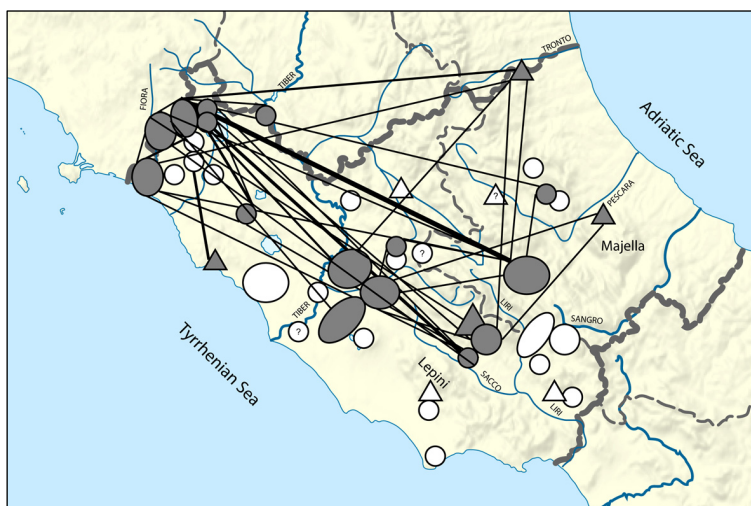 TRONTO
TIBER
FIORA
Adriatic Sea
PESCARA
?
Majella
?
LIRI
TIBER
SANGRO
?
Tyrrhenian Sea
Lepini
SACCO
LIRI